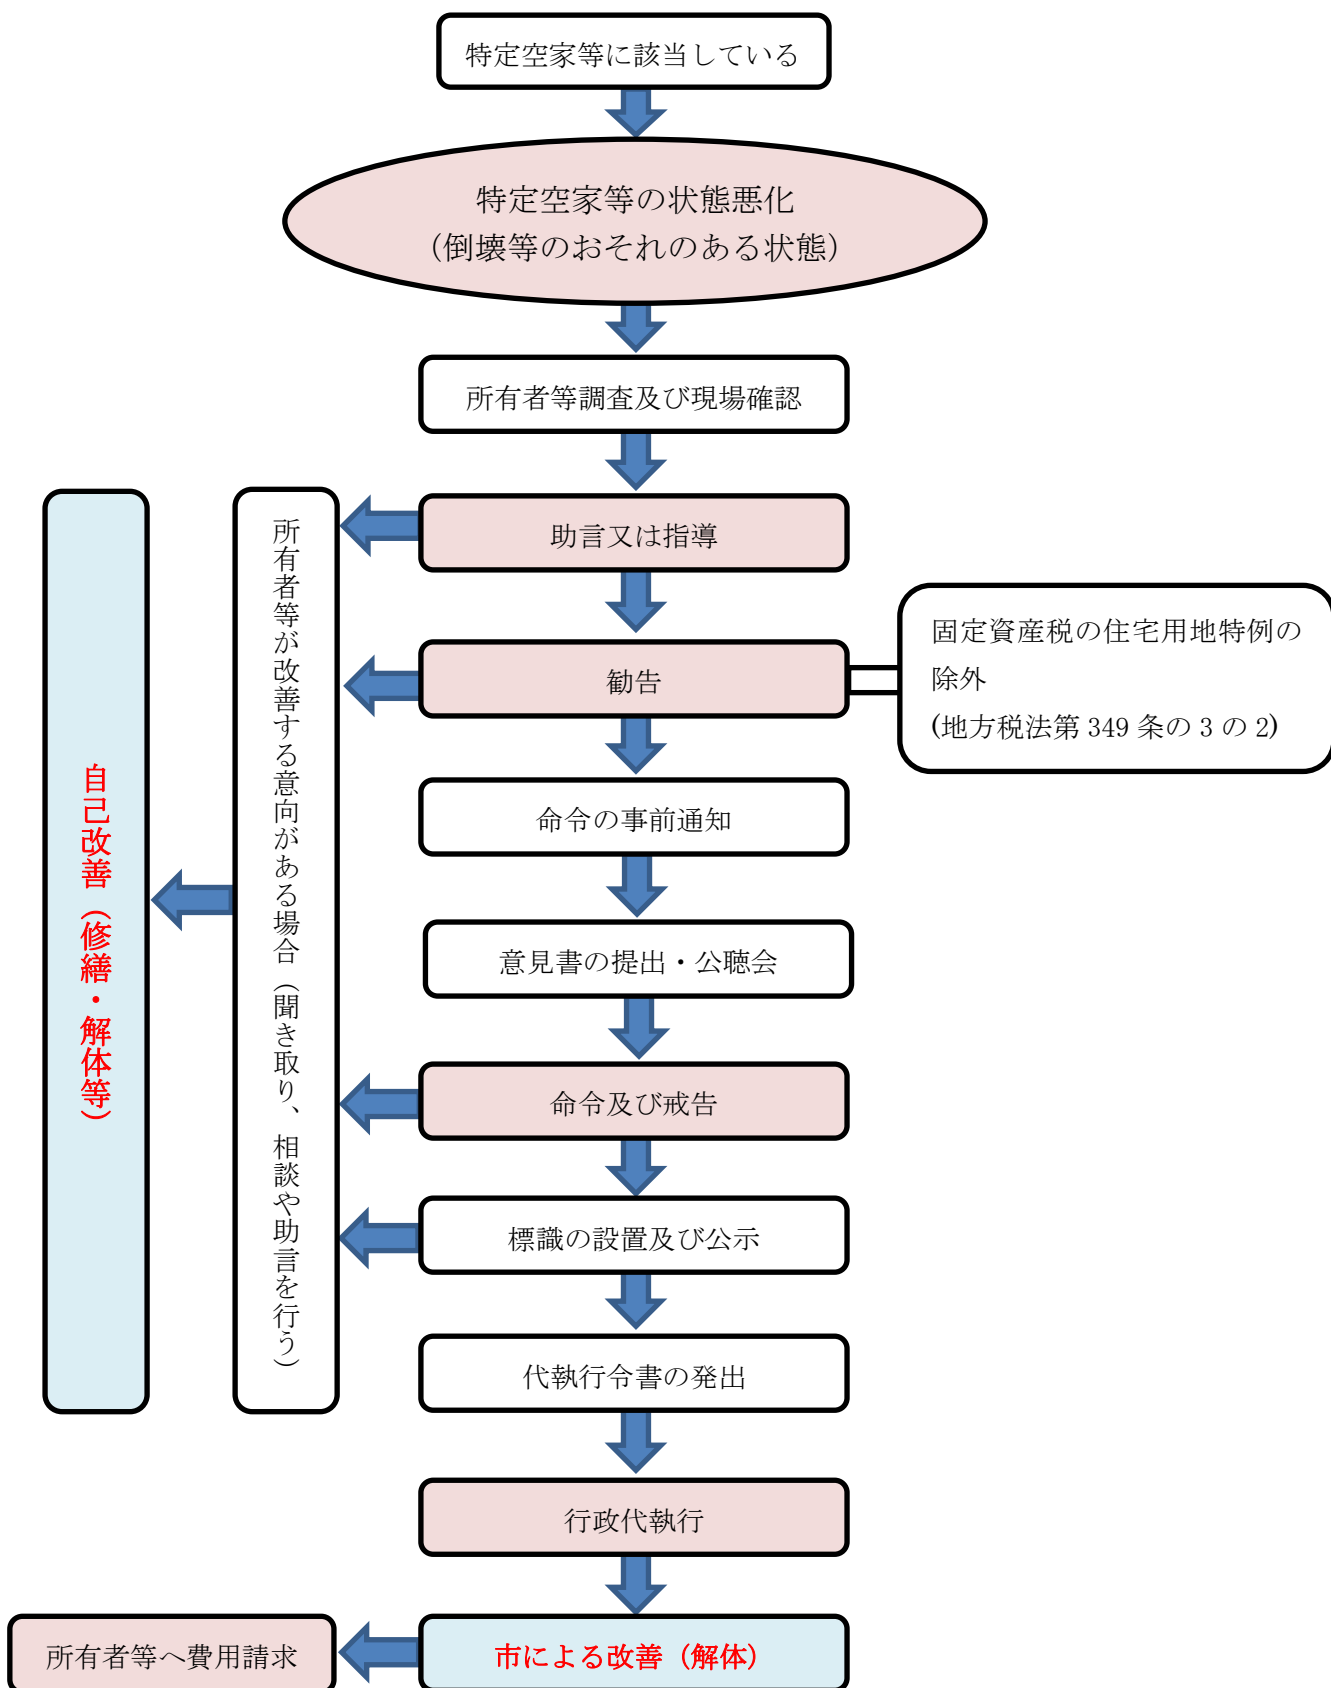 特定空家等に該当している
特定空家等の状態悪化
(倒壊等のおそれのある状態)
所有者等調査及び現場確認
助言又は指導
勧告
固定資産税の住宅用地特例の
除外
(地方税法第 349 条の 3 の 2)
命令の事前通知
意見書の提出・公聴会
命令及び戒告
標識の設置及び公示
代執行令書の発出
行政代執行
市による改善（解体）
所有者等へ費用請求
所有者等が改善する意向がある場合（聞き取り、相談や助言を行う）
自己改善（修繕・解体等）